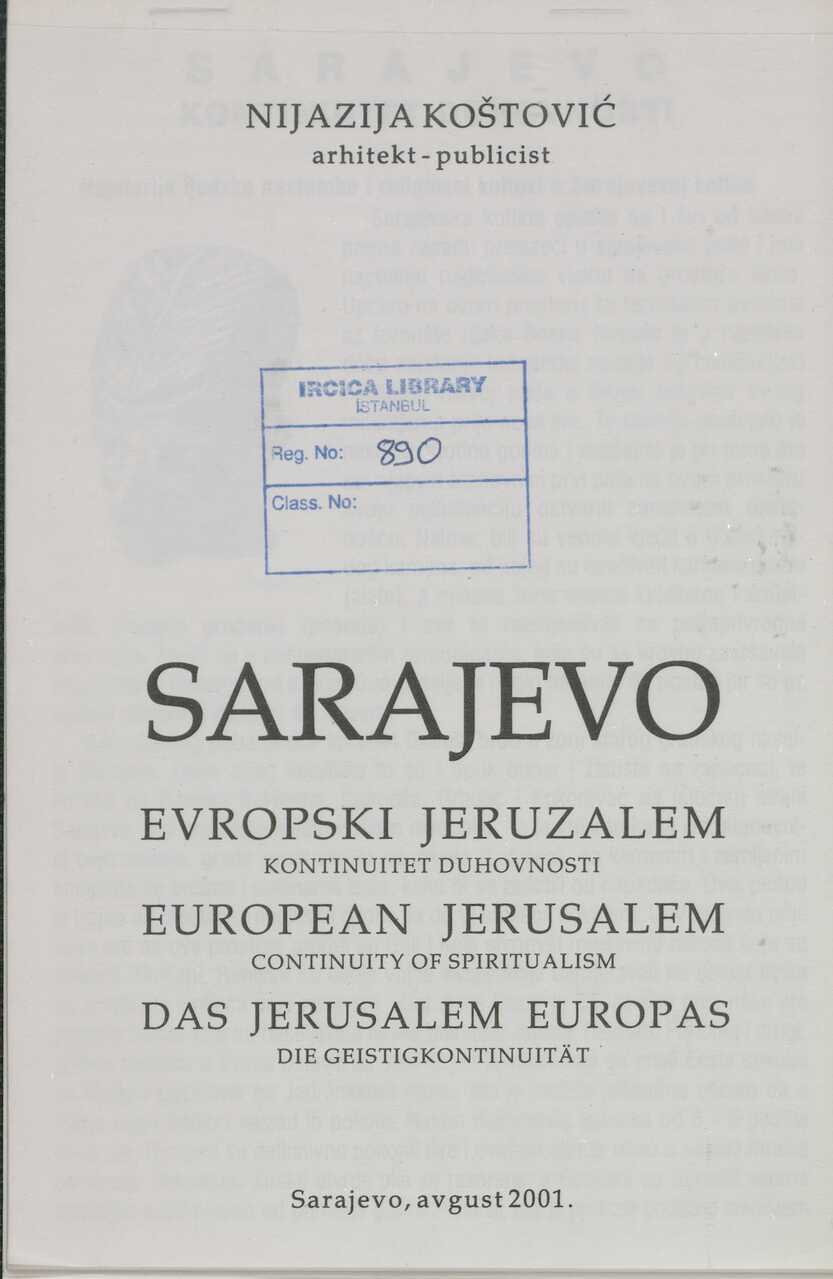 NIJAZIJA KOŠTOVIĆ
arhitekt - publicist
IRCICA LIBRARY
İSTANBUL
Reg. No: 890
Class. No:
SARAJEVO
EVROPSKI JERUZALEM
KONTINUITET DUHOVNOSTI
EUROPEAN JERUSALEM
CONTINUITY OF SPIRITUALISM
DAS JERUSALEM EUROPAS
DIE GEISTIGKONTINUITÄT
Sarajevo, avgust 2001.